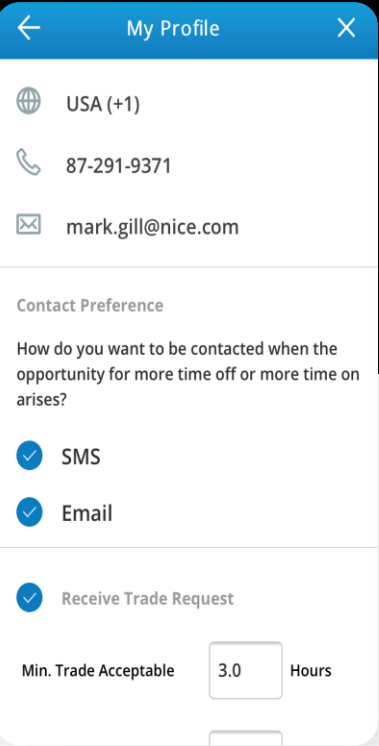 My Profile
USA (+1)
87-291-9371
mark.gill@nice.com
Contact Preference
How do you want to be contacted when the
opportunity for more time off or more time on
arises?
SMS
Email
Receive Trade Request
Min. Trade Acceptable 3.0 Hours